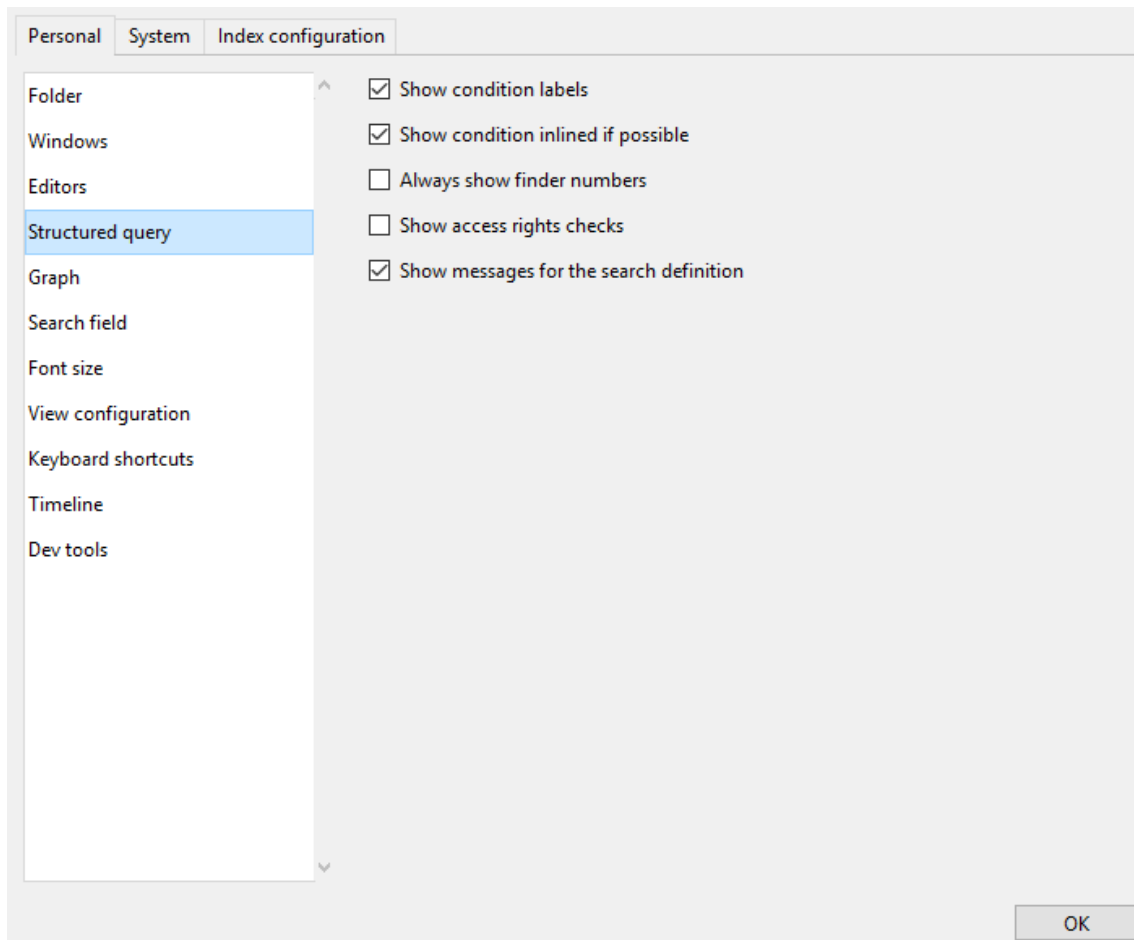 Personal System Index configuration
Folder
Windows
Editors
Structured query
Graph
Search field
Font size
View configuration
Keyboard shortcuts
Timeline
Dev tools
Show condition labels
Show condition inlined if possible
Always show finder numbers
Show access rights checks
Show messages for the search definition
OK